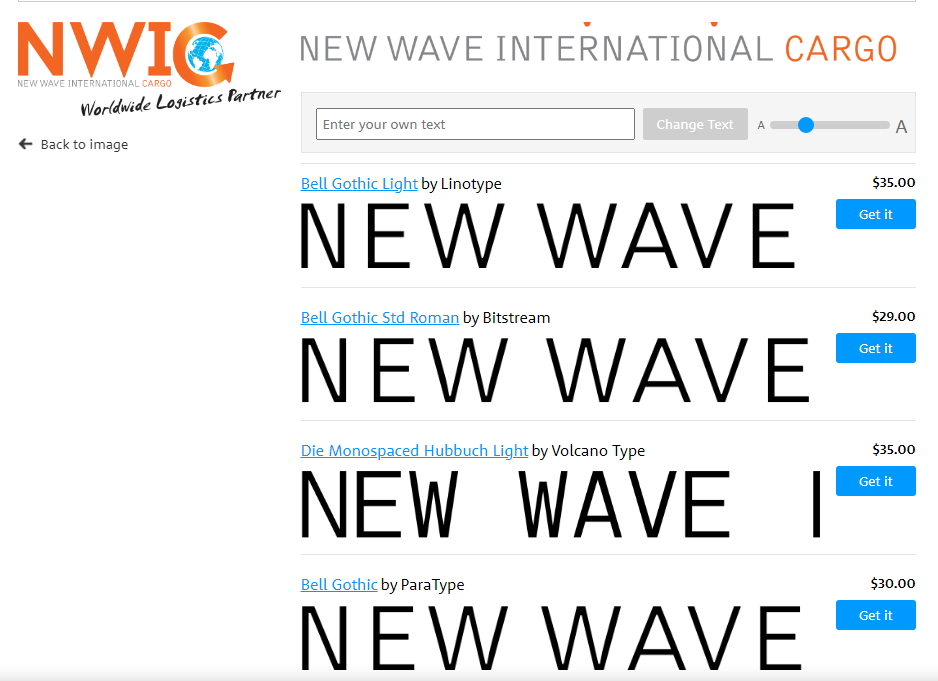 NWIC
NEW WAVE INTERNATIONAL CARGO
Worldwide Logistics Partner
Back to image
NEW WAVE INTERNATIONAL CARGO
Enter your own text
Change Text
A
A
Bell Gothic Light by Linotype
$35.00
Get it
NEW WAVE
Bell Gothic Std Roman by Bitstream
$29.00
Get it
NEW WAVE
Die Monospaced Hubbuch Light by Volcano Type
$35.00
Get it
NEW WAVE I
Bell Gothic by ParaType
$30.00
Get it
NEW WAVE